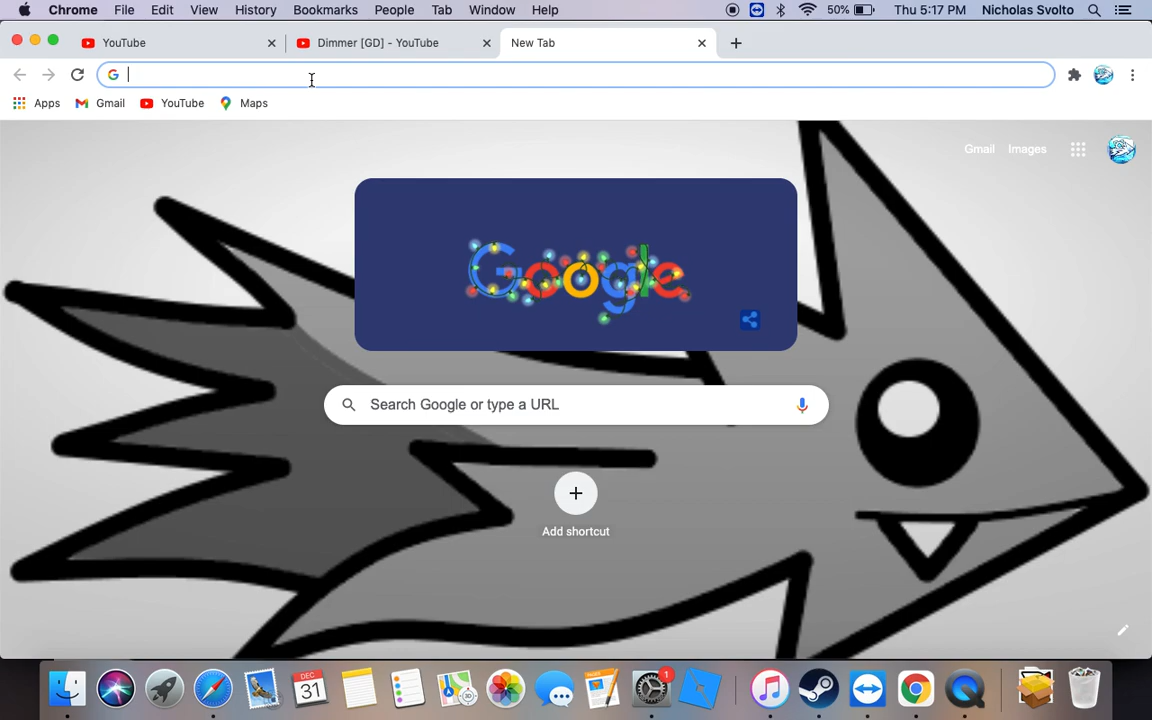 Chrome File Edit View History Bookmarks People Tab Window Help 50% Thu 5:17 PM Nicholas Svolto
YouTube Dimmer [GD] - YouTube New Tab
G
Apps Gmail YouTube Maps
Gmail Images
Google
Search Google or type a URL
Add shortcut
1
DEC
31
3D